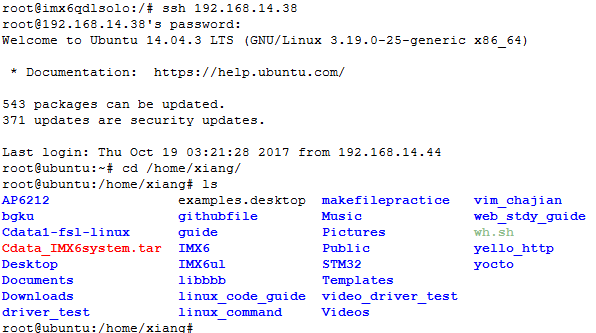 root@imx6qdlsolo:/# ssh 192.168.14.38
root@192.168.14.38's password:
Welcome to Ubuntu 14.04.3 LTS (GNU/Linux 3.19.0-25-generic x86_64)
* Documentation:  https://help.ubuntu.com/
543 packages can be updated.
371 updates are security updates.
Last login: Thu Oct 19 03:21:28 2017 from 192.168.14.44
root@ubuntu:~# cd /home/xiang/
root@ubuntu:/home/xiang# ls
AP6212 examples.desktop makefilepractice vim_chajian
bgku githubfile Music web_stdy_guide
Cdata1-fsl-linux guide Pictures wh.sh
Cdata_IMX6system.tar IMX6 Public yello_http
Desktop IMX6ul STM32 yocto
Documents libbbb Templates
Downloads linux_code_guide video_driver_test
driver_test linux_command Videos
root@ubuntu:/home/xiang#